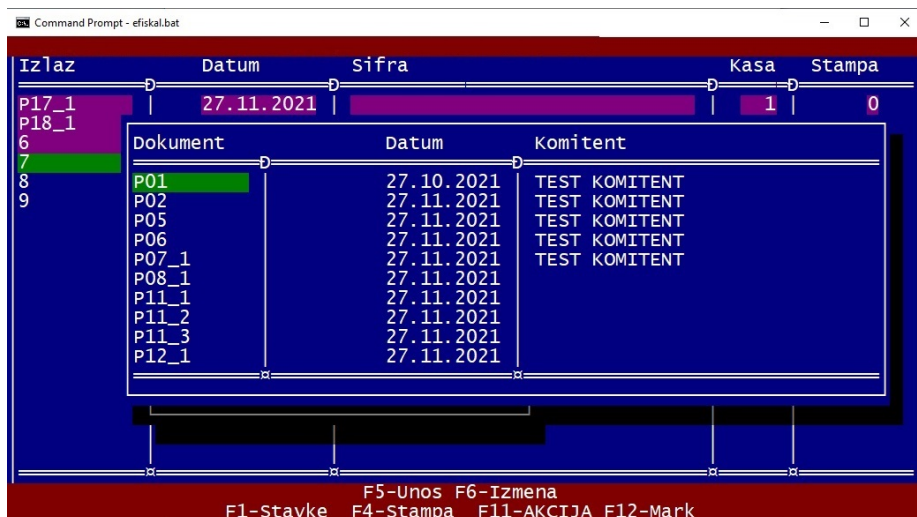 Command Prompt - efiskal.bat
Izlaz Datum Sifra Kasa Stampa
P17_1 27.11.2021 1 0
P18_1
6
7
8
9
Dokument Datum Komitent
P01 27.10.2021 TEST KOMITENT
P02 27.11.2021 TEST KOMITENT
P05 27.11.2021 TEST KOMITENT
P06 27.11.2021 TEST KOMITENT
P07_1 27.11.2021 TEST KOMITENT
P08_1 27.11.2021
P11_1 27.11.2021
P11_2 27.11.2021
P11_3 27.11.2021
P12_1 27.11.2021
F5-Unos F6-Izmena
F1-Stavke F4-Stampa F11-AKCIJA F12-Mark